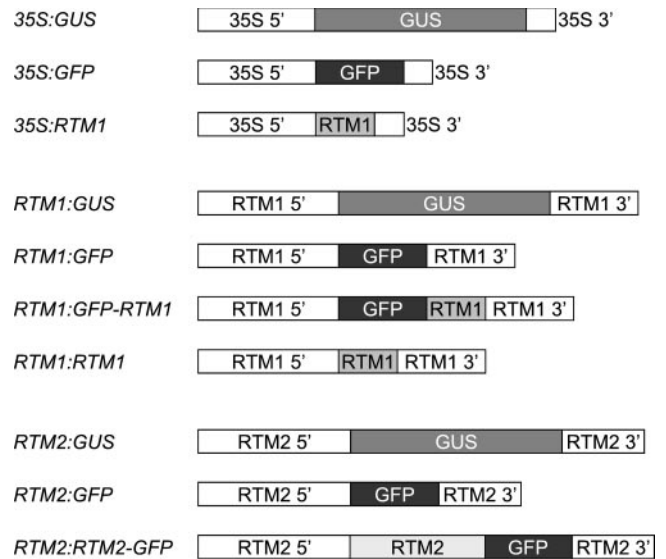 35S:GUS 35S 5' GUS 35S 3'
35S:GFP 35S 5' GFP 35S 3'
35S:RTM1 35S 5' RTM1 35S 3'
RTM1:GUS RTM1 5' GUS RTM1 3'
RTM1:GFP RTM1 5' GFP RTM1 3'
RTM1:GFP-RTM1 RTM1 5' GFP RTM1 RTM1 3'
RTM1:RTM1 RTM1 5' RTM1 RTM1 3'
RTM2:GUS RTM2 5' GUS RTM2 3'
RTM2:GFP RTM2 5' GFP RTM2 3'
RTM2:RTM2-GFP RTM2 5' RTM2 GFP RTM2 3'